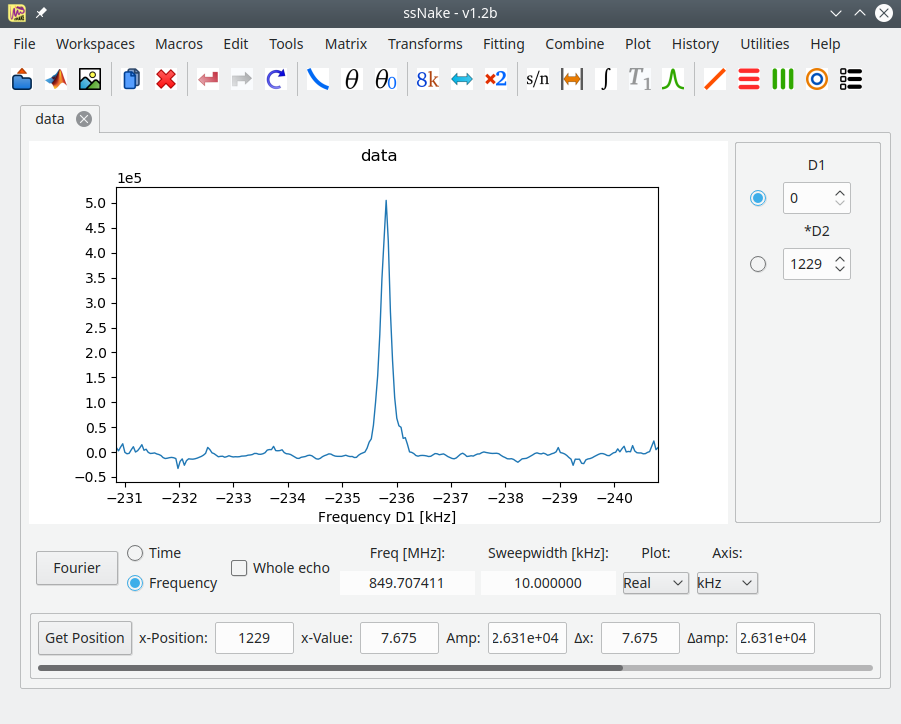 ssNake - v1.2b
File Workspaces Macros Edit Tools Matrix Transforms Fitting Combine Plot History Utilities Help
θ θ0 8k ×2 s/n ∫ T1
data
data
1e5
5.0
4.5
4.0
3.5
3.0
2.5
2.0
1.5
1.0
0.5
0.0
−0.5
−231 −232 −233 −234 −235 −236 −237 −238 −239 −240
Frequency D1 [kHz]
D1
0
*D2
1229
Fourier
Time
Frequency
Whole echo
Freq [MHz]:
849.707411
Sweepwidth [kHz]:
10.000000
Plot:
Real
Axis:
kHz
Get Position x-Position: 1229 x-Value: 7.675 Amp: 2.631e+04 Δx: 7.675 Δamp: 2.631e+04